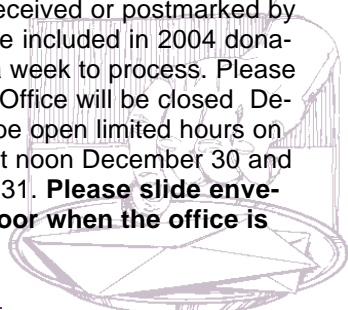 eceived or postmarked by
e included in 2004 dona-
a week to process. Please
Office will be closed De-
be open limited hours on
t noon December 30 and
31. Please slide enve-
oor when the office is